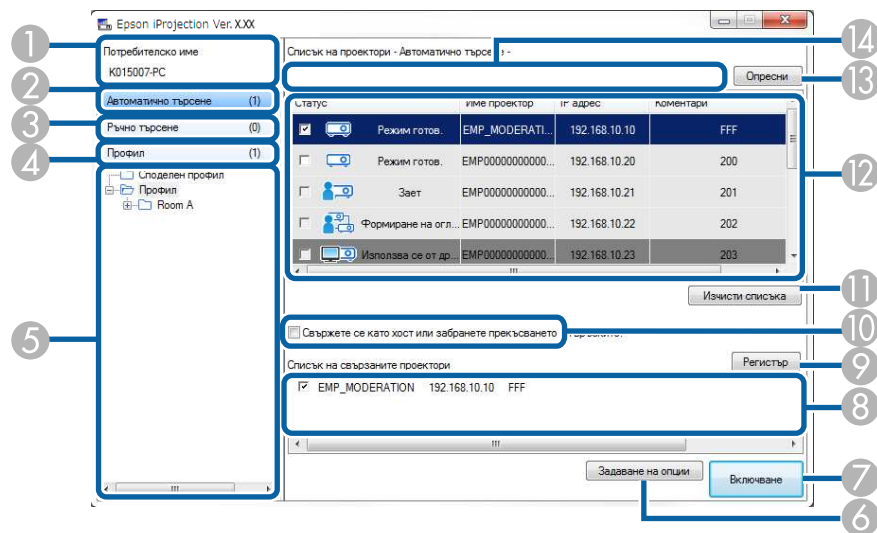 Epson iProjection Ver. X.XX
1
Потребителско име
K015007-PC
2
Автоматично търсене (1)
3
Ръчно търсене (0)
4
Профил (1)
Споделен профил
Профил
Room A
5
Списък на проектори - Автоматично търсене -
14
Опресни
13
Статус Име проектор IP адрес Коментари
Режим готов. EMP_MODERATI... 192.168.10.10 FFF
Режим готов. EMP00000000000... 192.168.10.20 200
Зает EMP00000000000... 192.168.10.21 201
Формиране на огл... EMP00000000000... 192.168.10.22 202
Използва се от др... EMP00000000000... 192.168.10.23 203
12
Изчисти списъка
11
Свържете се като хост или забранете прекъсването
10
Списък на свързаните проектори
Регистър
9
EMP_MODERATION 192.168.10.10 FFF
8
Задаване на опции
Включване
7
6